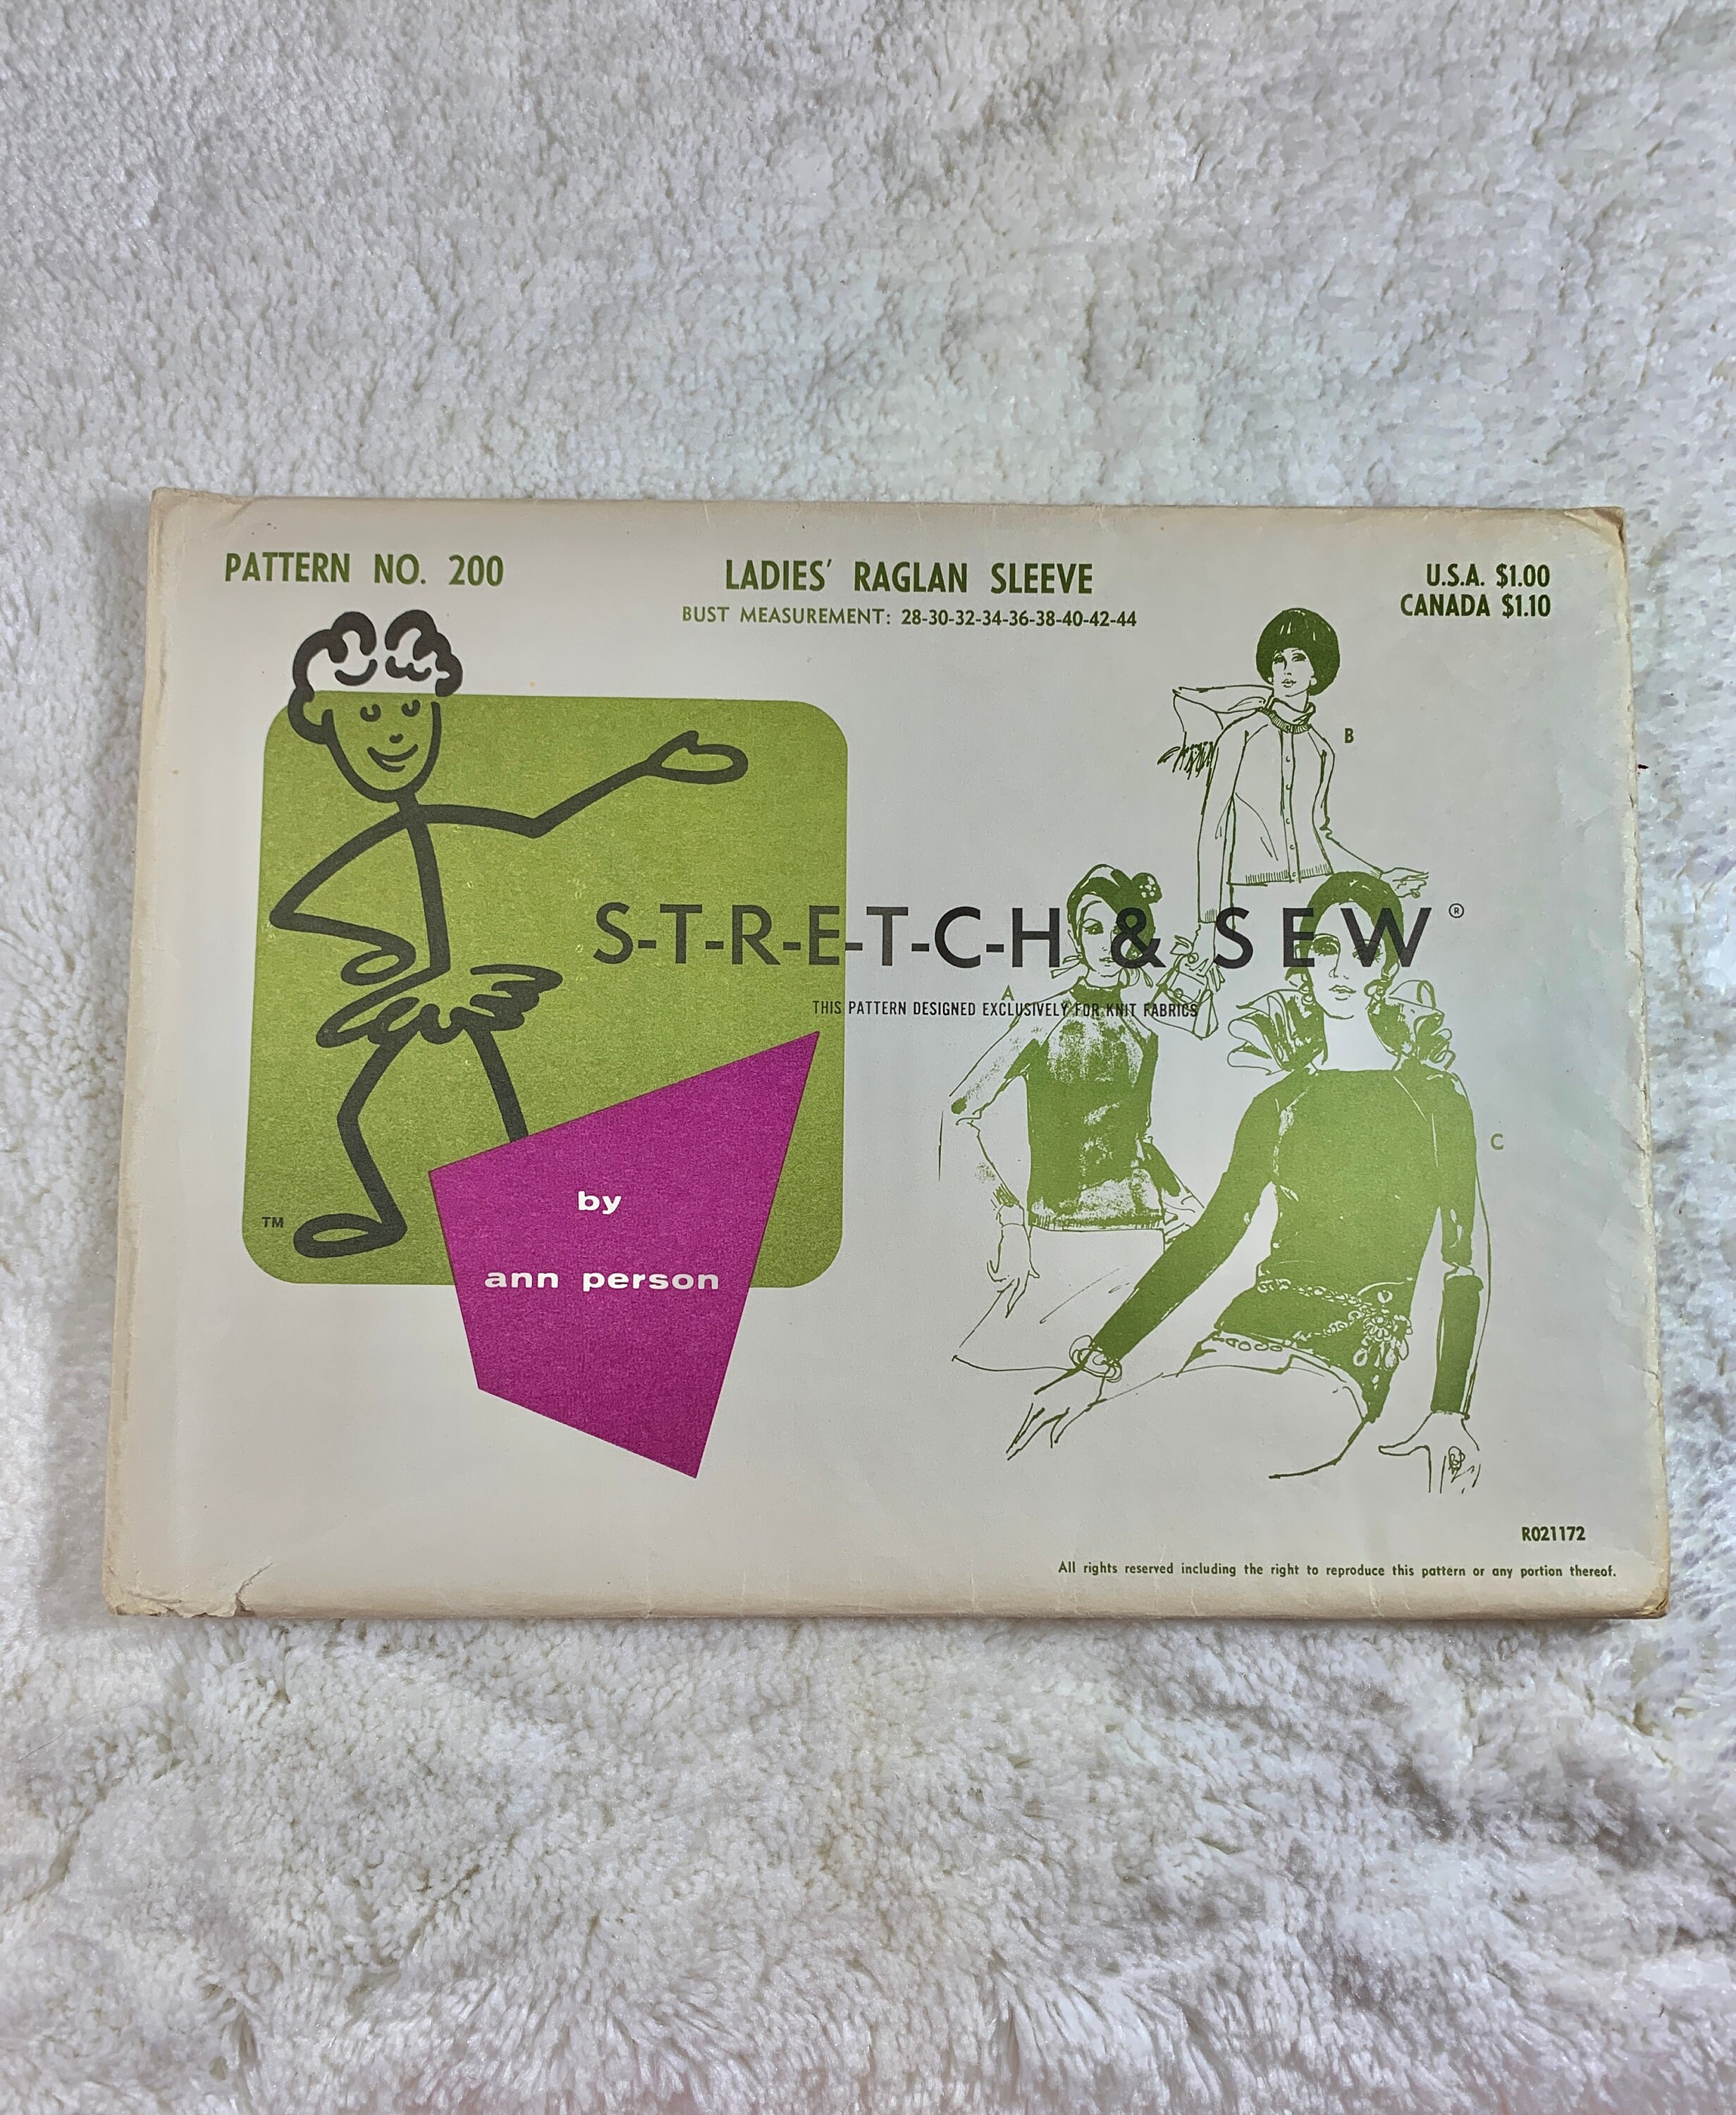 PATTERN NO. 200
LADIES' RAGLAN SLEEVE
BUST MEASUREMENT: 28-30-32-34-36-38-40-42-44
U.S.A. $1.00
CANADA $1.10
B
S-T-R-E-T-C-H & SEW®
A
THIS PATTERN DESIGNED EXCLUSIVELY FOR KNIT FABRICS
C
TM
by
ann person
R021172
All rights reserved including the right to reproduce this pattern or any portion thereof.